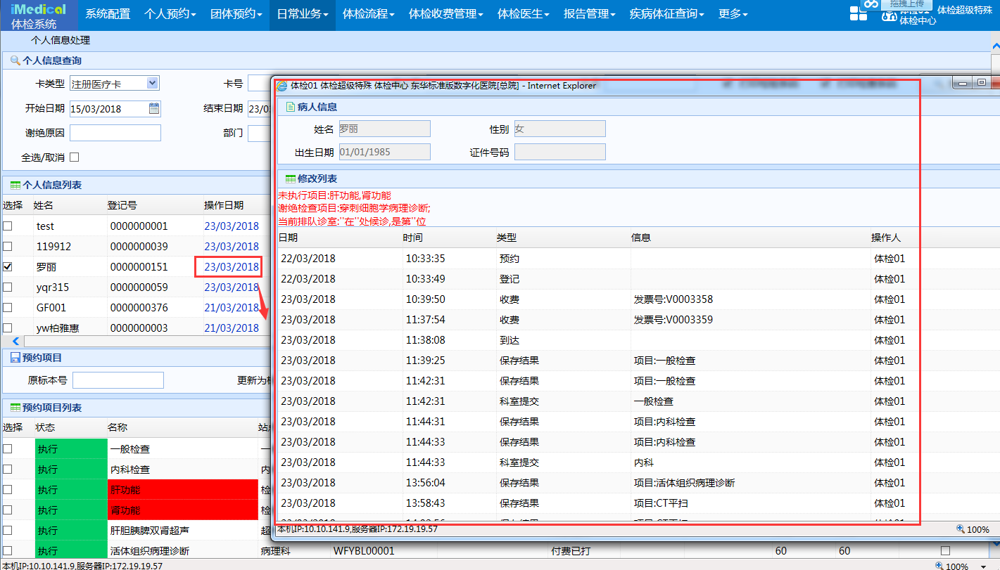 iMedical
体检系统
系统配置 个人预约 团体预约 日常业务 体检流程 体检收费管理 体检医生 报告管理 疾病体征查询 更多
拖拽上传
体检01 体检超级特殊
体检中心
个人信息处理
个人信息查询
卡类型 注册医疗卡 卡号
开始日期 15/03/2018 结束日期 23/0
谢绝原因 部门
全选/取消
个人信息列表
选择 姓名 登记号 操作日期
test 0000000001 23/03/2018
119912 0000000039 23/03/2018
罗丽 0000000151 23/03/2018
yqr315 0000000059 23/03/2018
GF001 0000000376 21/03/2018
yw柏雅惠 0000000003 21/03/2018
预约项目
原标本号 更新为
预约项目列表
选择 状态 名称 站
执行 一般检查 一
执行 内科检查 内
执行 肝功能 检
执行 肾功能 检
执行 肝胆胰脾双肾超声 超
执行 活体组织病理诊断 病理科 WFYBL00001 付费已打 60 60
本机IP:10.10.141.9,服务器IP:172.19.19.57 100%
体检01 体检超级特殊 体检中心 东华标准版数字化医院[总院] - Internet Explorer
病人信息
姓名 罗丽 性别 女
出生日期 01/01/1985 证件号码
修改列表
未执行项目:肝功能,肾功能
谢绝检查项目:穿刺细胞学病理诊断;
当前排队诊室:''在''处候诊,是第''位
日期 时间 类型 信息 操作人
22/03/2018 10:33:35 预约 体检01
22/03/2018 10:33:49 登记 体检01
23/03/2018 10:39:50 收费 发票号:V0003358 体检01
23/03/2018 11:37:54 收费 发票号:V0003359 体检01
23/03/2018 11:38:08 到达 体检01
23/03/2018 11:39:25 保存结果 项目:一般检查 体检01
23/03/2018 11:42:31 保存结果 项目:一般检查 体检01
23/03/2018 11:42:31 科室提交 一般检查 体检01
23/03/2018 11:44:31 保存结果 项目:内科检查 体检01
23/03/2018 11:44:33 保存结果 项目:内科检查 体检01
23/03/2018 11:44:33 科室提交 内科 体检01
23/03/2018 13:56:04 保存结果 项目:活体组织病理诊断 体检01
23/03/2018 13:58:43 保存结果 项目:CT平扫 体检01
本机IP:10.10.141.9,服务器IP:172.19.19.57 100%